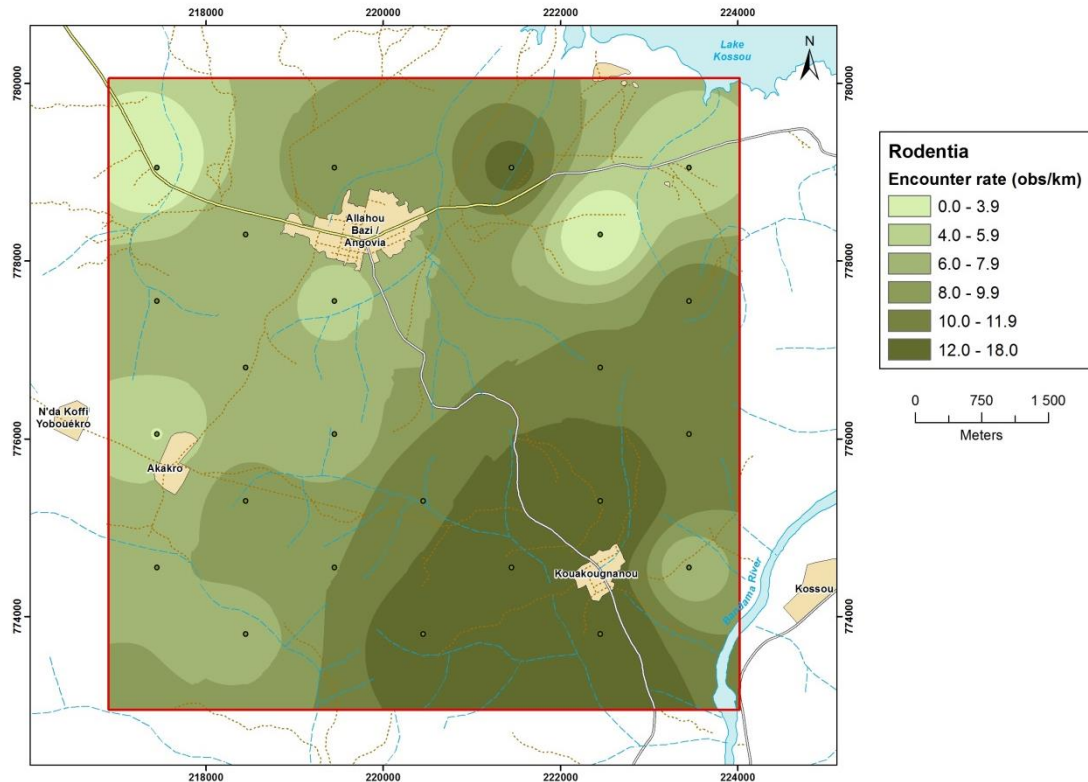 218000 220000 222000 224000
Lake
Kossou
N
780000 780000
Allahou
Bazi /
Angovia
778000 778000
N'da Koffi
Yobouékro
776000 776000
Akakro
Kouakougnanou
Kossou
Bandama River
774000 774000
218000 220000 222000 224000
Rodentia
Encounter rate (obs/km)
0.0 - 3.9
4.0 - 5.9
6.0 - 7.9
8.0 - 9.9
10.0 - 11.9
12.0 - 18.0
0 750 1 500
Meters